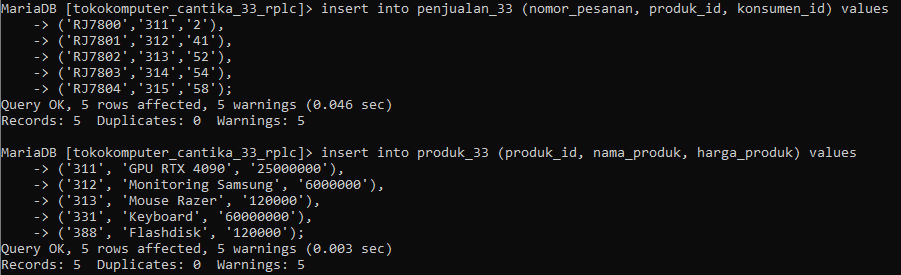 MariaDB [tokokomputer_cantika_33_rplc]> insert into penjualan_33 (nomor_pesanan, produk_id, konsumen_id) values
    -> ('RJ7800','311','2'),
    -> ('RJ7801','312','41'),
    -> ('RJ7802','313','52'),
    -> ('RJ7803','314','54'),
    -> ('RJ7804','315','58');
Query OK, 5 rows affected, 5 warnings (0.046 sec)
Records: 5  Duplicates: 0  Warnings: 5

MariaDB [tokokomputer_cantika_33_rplc]> insert into produk_33 (produk_id, nama_produk, harga_produk) values
    -> ('311', 'GPU RTX 4090', '25000000'),
    -> ('312', 'Monitoring Samsung', '6000000'),
    -> ('313', 'Mouse Razer', '120000'),
    -> ('331', 'Keyboard', '60000000'),
    -> ('388', 'Flashdisk', '120000');
Query OK, 5 rows affected, 5 warnings (0.003 sec)
Records: 5  Duplicates: 0  Warnings: 5